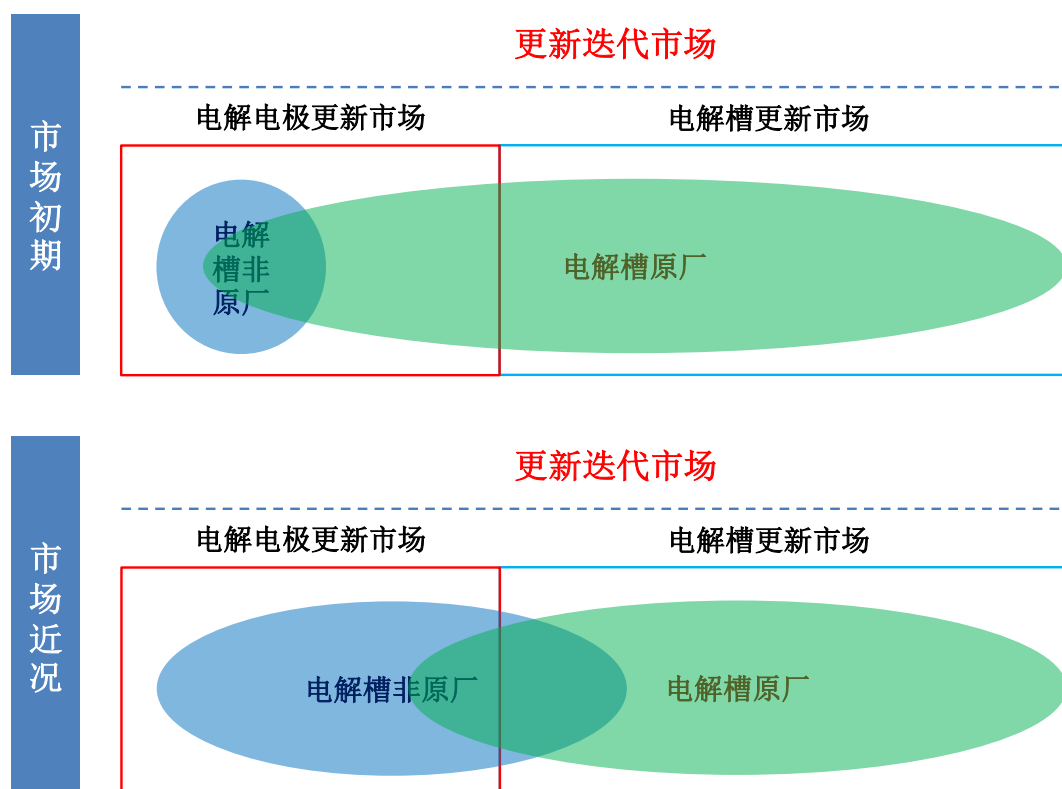 市场初期
更新迭代市场
电解电极更新市场
电解槽更新市场
电解
槽非
原厂
电解槽原厂
市场近况
更新迭代市场
电解电极更新市场
电解槽更新市场
电解槽非原厂
电解槽原厂